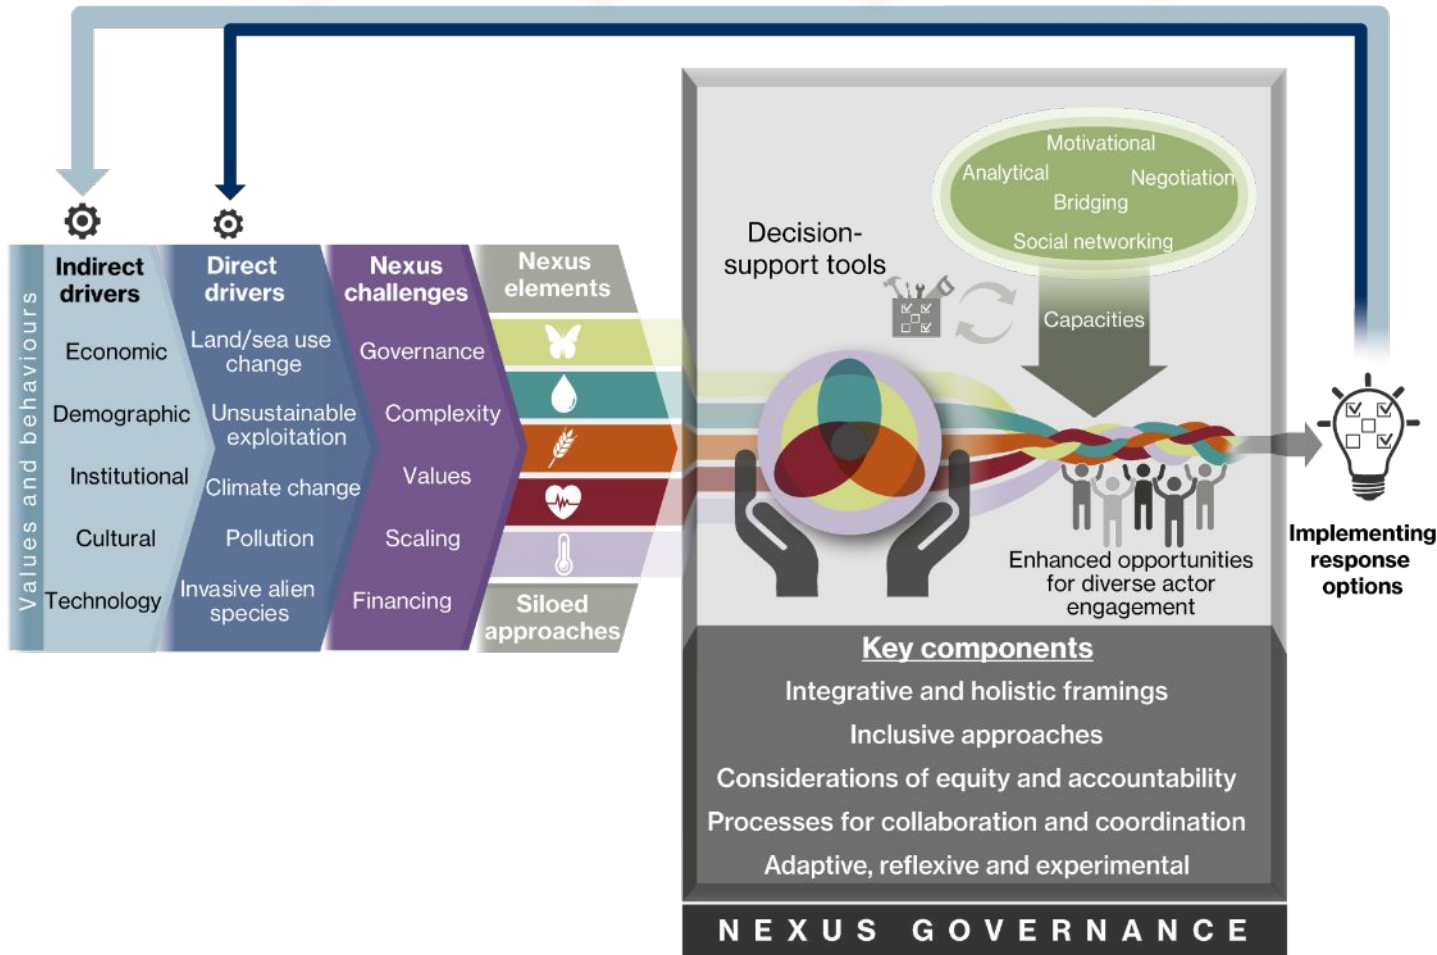 Values and behaviours
Indirect
drivers
Economic
Demographic
Institutional
Cultural
Technology
Direct
drivers
Land/sea use
change
Unsustainable
exploitation
Climate change
Pollution
Invasive alien
species
Nexus
challenges
Governance
Complexity
Values
Scaling
Financing
Nexus
elements
Siloed
approaches
Decision-
support tools
Motivational
Analytical
Negotiation
Bridging
Social networking
Capacities
Enhanced opportunities
for diverse actor
engagement
Implementing
response
options
Key components
Integrative and holistic framings
Inclusive approaches
Considerations of equity and accountability
Processes for collaboration and coordination
Adaptive, reflexive and experimental
NEXUS GOVERNANCE